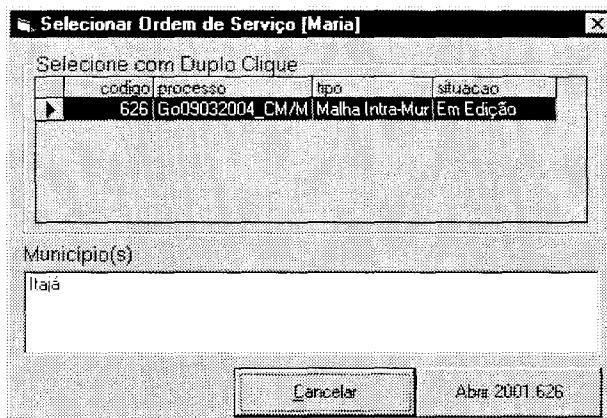 Selecionar Ordem de Serviço [Maria]
Selecione com Duplo Clique
codigo processo tipo situacao
626 Go09032004_CM/M Malha Intra-Mur Em Edição
Município(s)
Itajá
Cancelar Abrir 2001.626